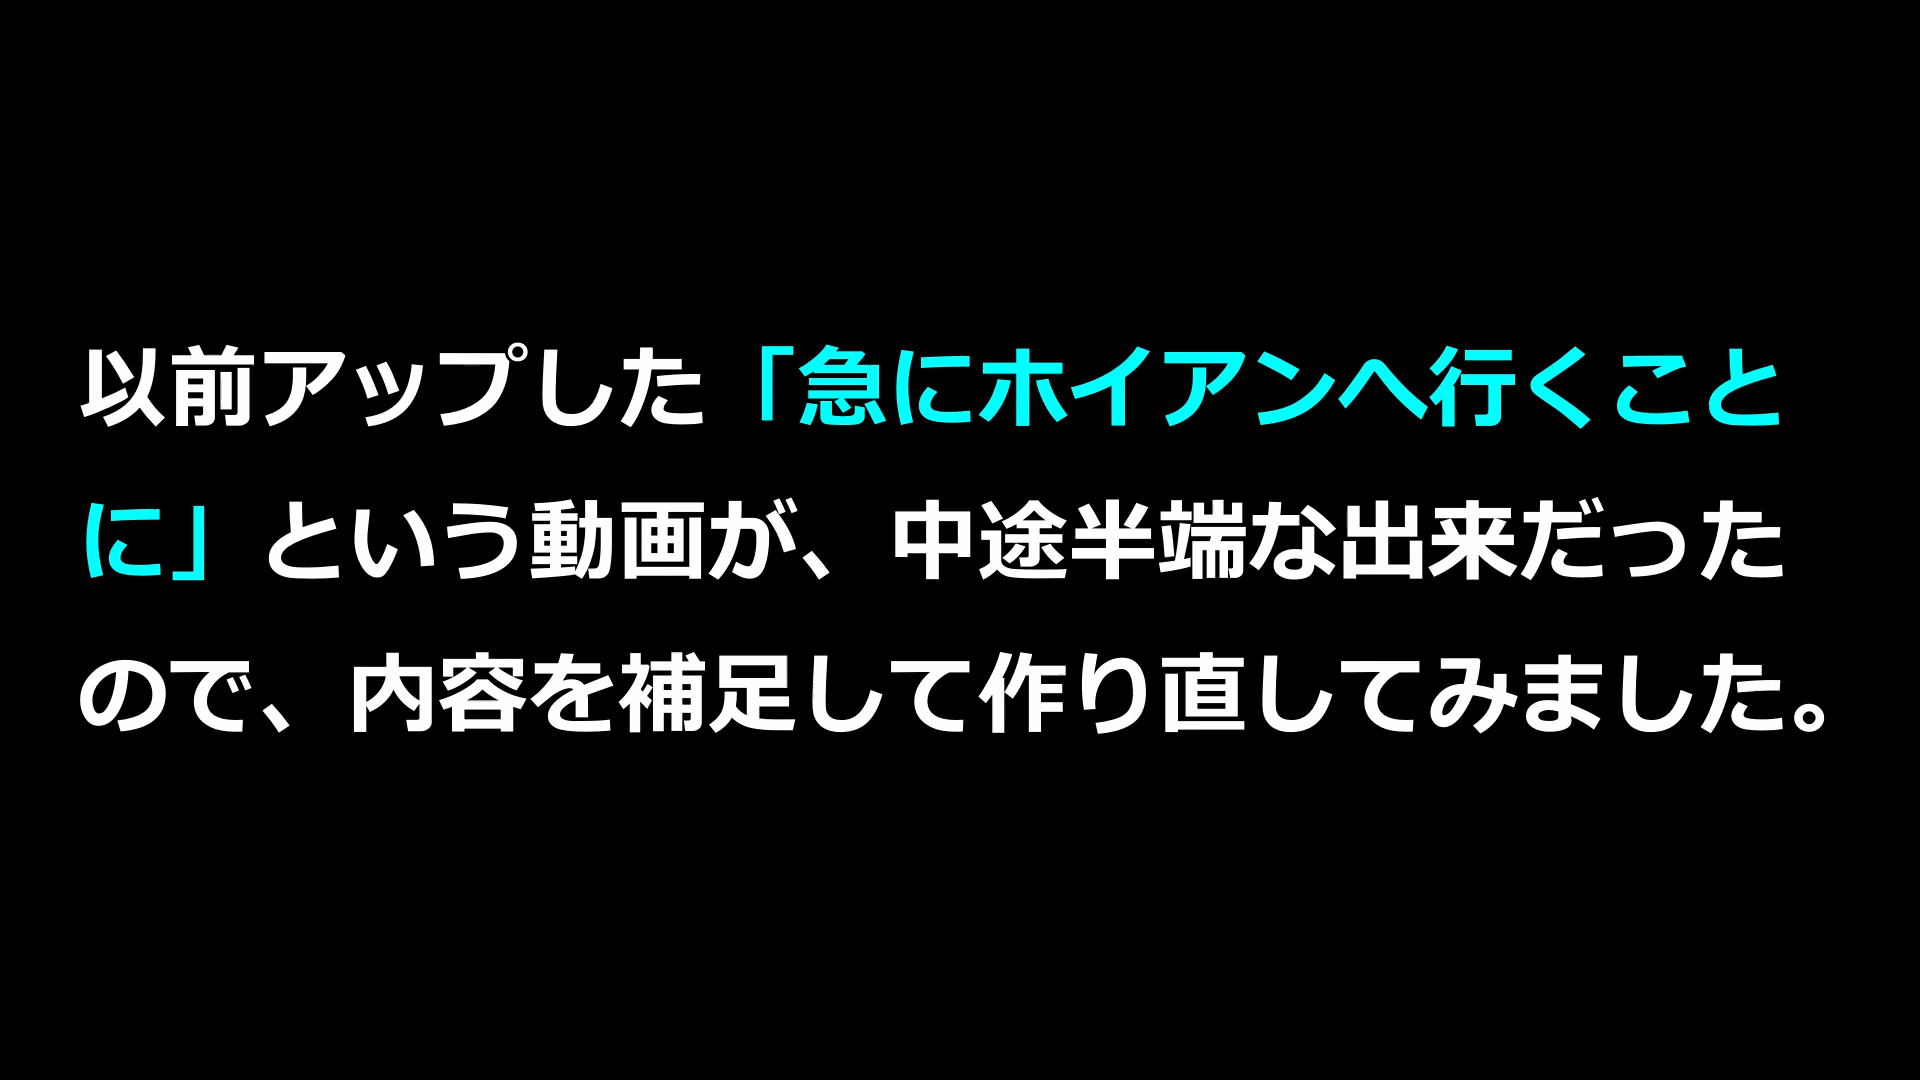 以前アップした「急にホイアンへ行くこと
に」という動画が、中途半端な出来だった
ので、内容を補足して作り直してみました。